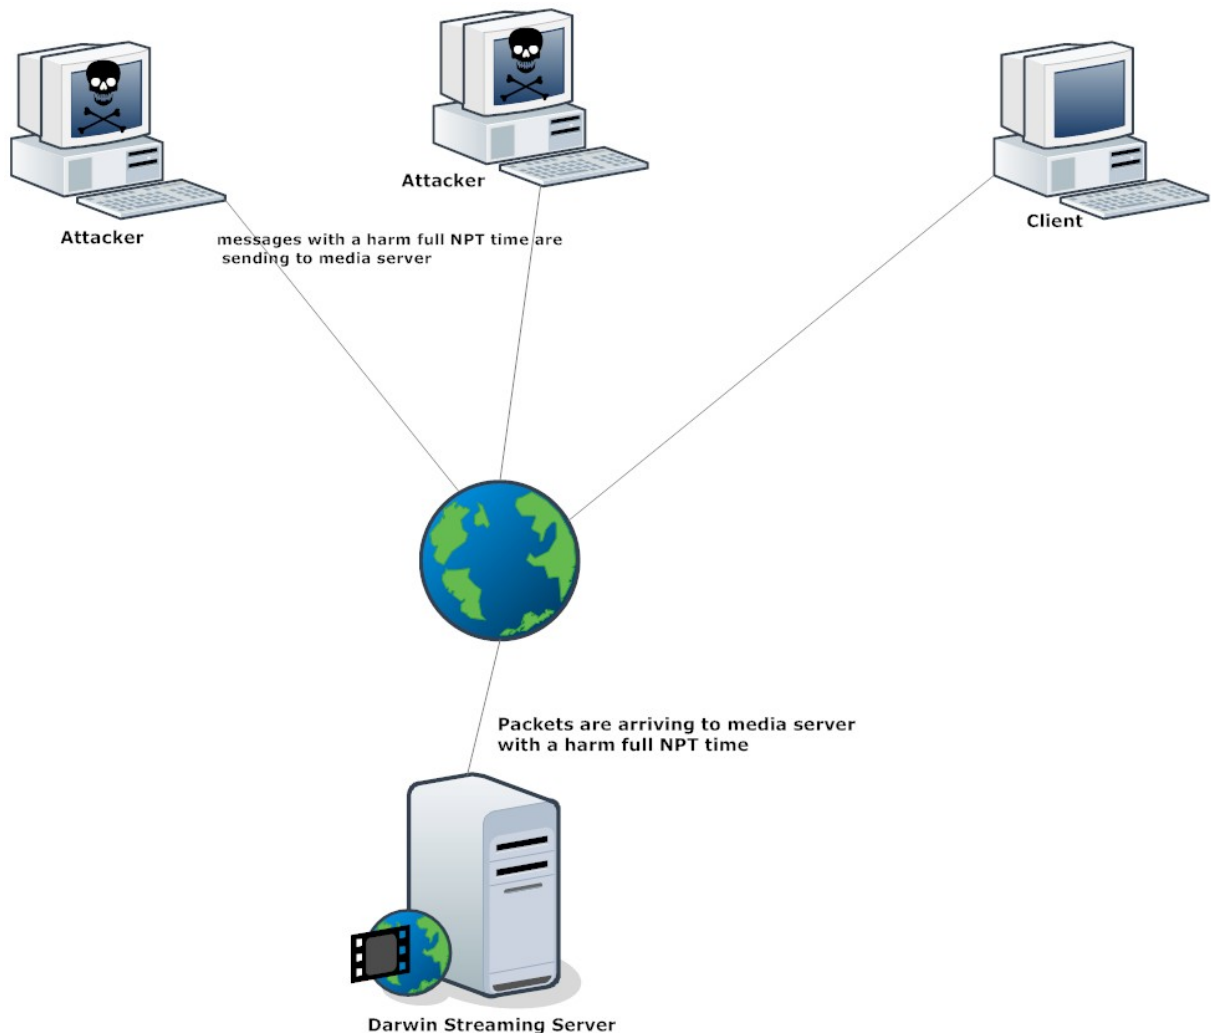 Attacker
Attacker
Client
messages with a harm full NPT time are
sending to media server
Packets are arriving to media server
with a harm full NPT time
Darwin Streaming Server